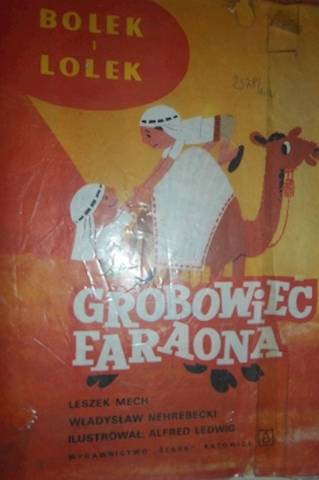 BOLEK
i
LOLEK
GROBOWiEC
FARAONA
LESZEK MECH
WŁADYSŁAW NEHREBECKI
ILUSTROWAŁ: ALFRED LEDWIG
WYDAWNICTWO „ŚLĄSK” KATOWICE